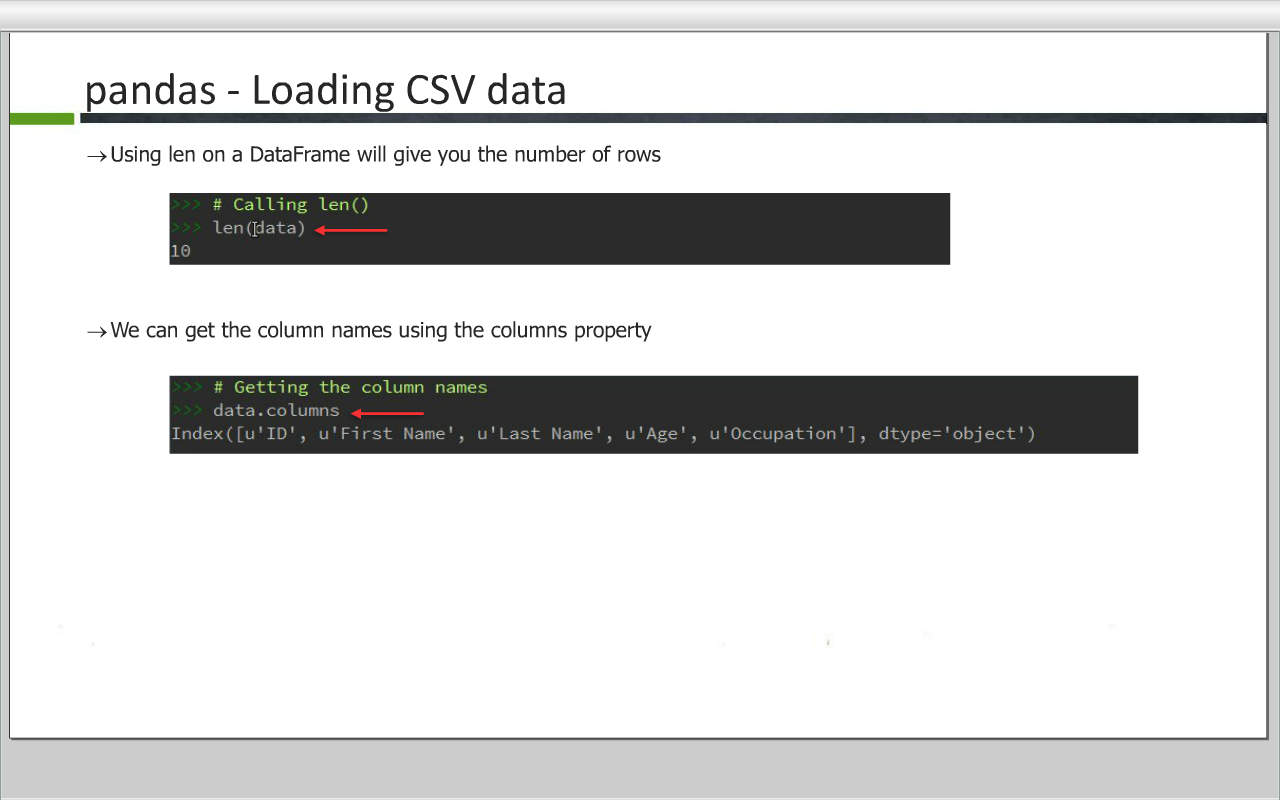 pandas - Loading CSV data
→Using len on a DataFrame will give you the number of rows
>>> # Calling len()
>>> len(data)
10
→We can get the column names using the columns property
>>> # Getting the column names
>>> data.columns
Index([u'ID', u'First Name', u'Last Name', u'Age', u'Occupation'], dtype='object')